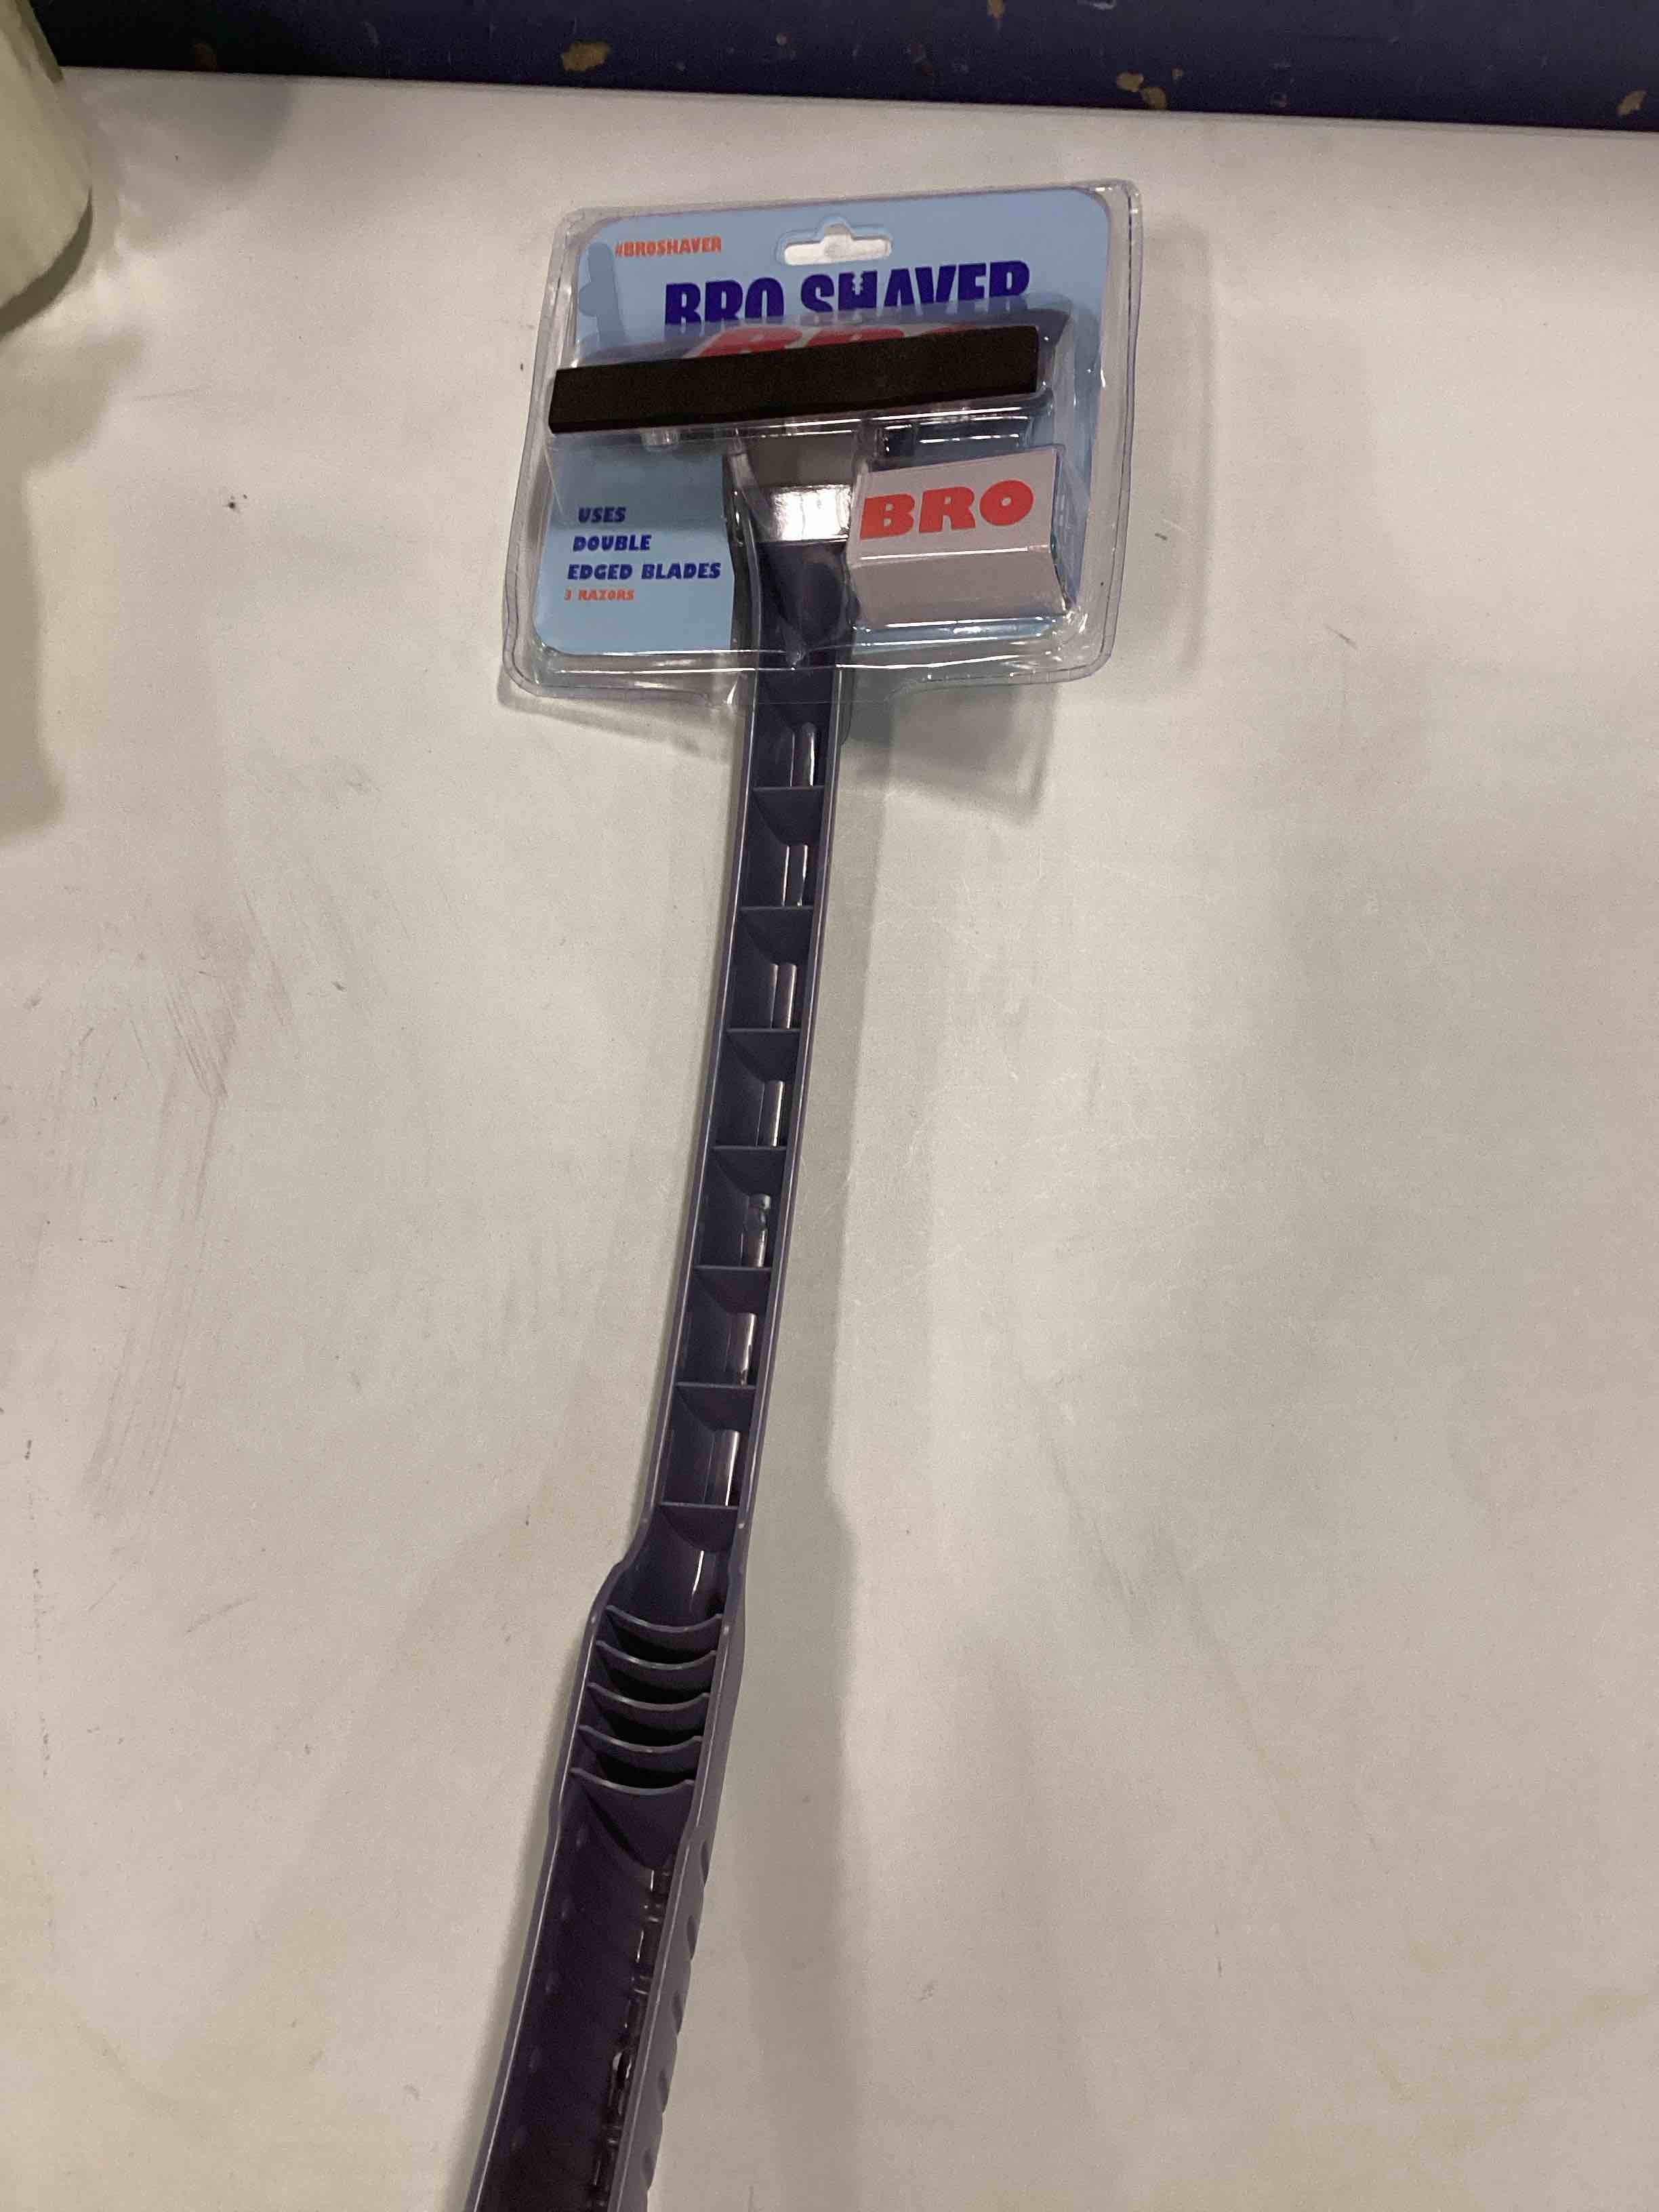 #BROSHAVER
BRO SHAVER
USES
DOUBLE
EDGED BLADES
3 RAZORS
BRO